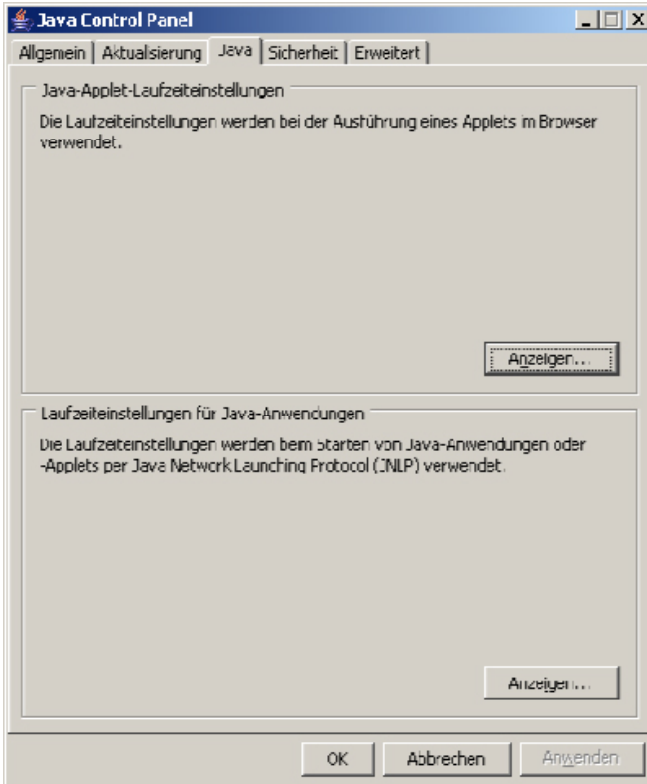 Java Control Panel
Allgemein Aktualisierung Java Sicherheit Erweitert
Java-Applet-Laufzeiteinstellungen
Die Laufzeiteinstellungen werden bei der Ausführung eines Applets im Browser
verwendet.
Anzeigen...
Laufzeiteinstellungen für Java-Anwendungen
Die Laufzeiteinstellungen werden beim Starten von Java-Anwendungen oder
-Applets per Java Network Launching Protocol (JNLP) verwendet.
Anzeigen...
OK Abbrechen Anwenden